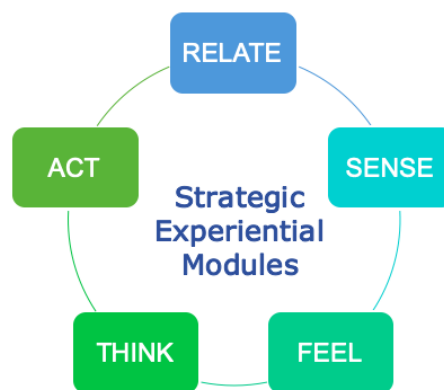 RELATE
ACT
SENSE
Strategic
Experiential
Modules
THINK
FEEL